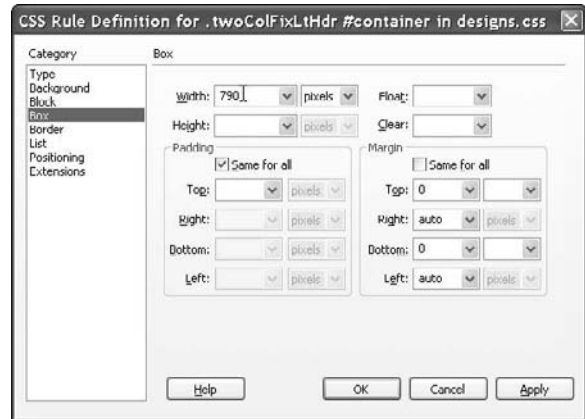 CSS Rule Definition for .twoColFixLtHdr #container in designs.css
Category
Type
Background
Block
Box
Border
List
Positioning
Extensions
Box
Width: 790 pixels
Float:
Height: pixels
Clear:
Padding
Same for all
Top: pixels
Right: pixels
Bottom: pixels
Left: pixels
Margin
Same for all
Top: 0
Right: auto pixels
Bottom: 0
Left: auto pixels
Help
OK
Cancel
Apply